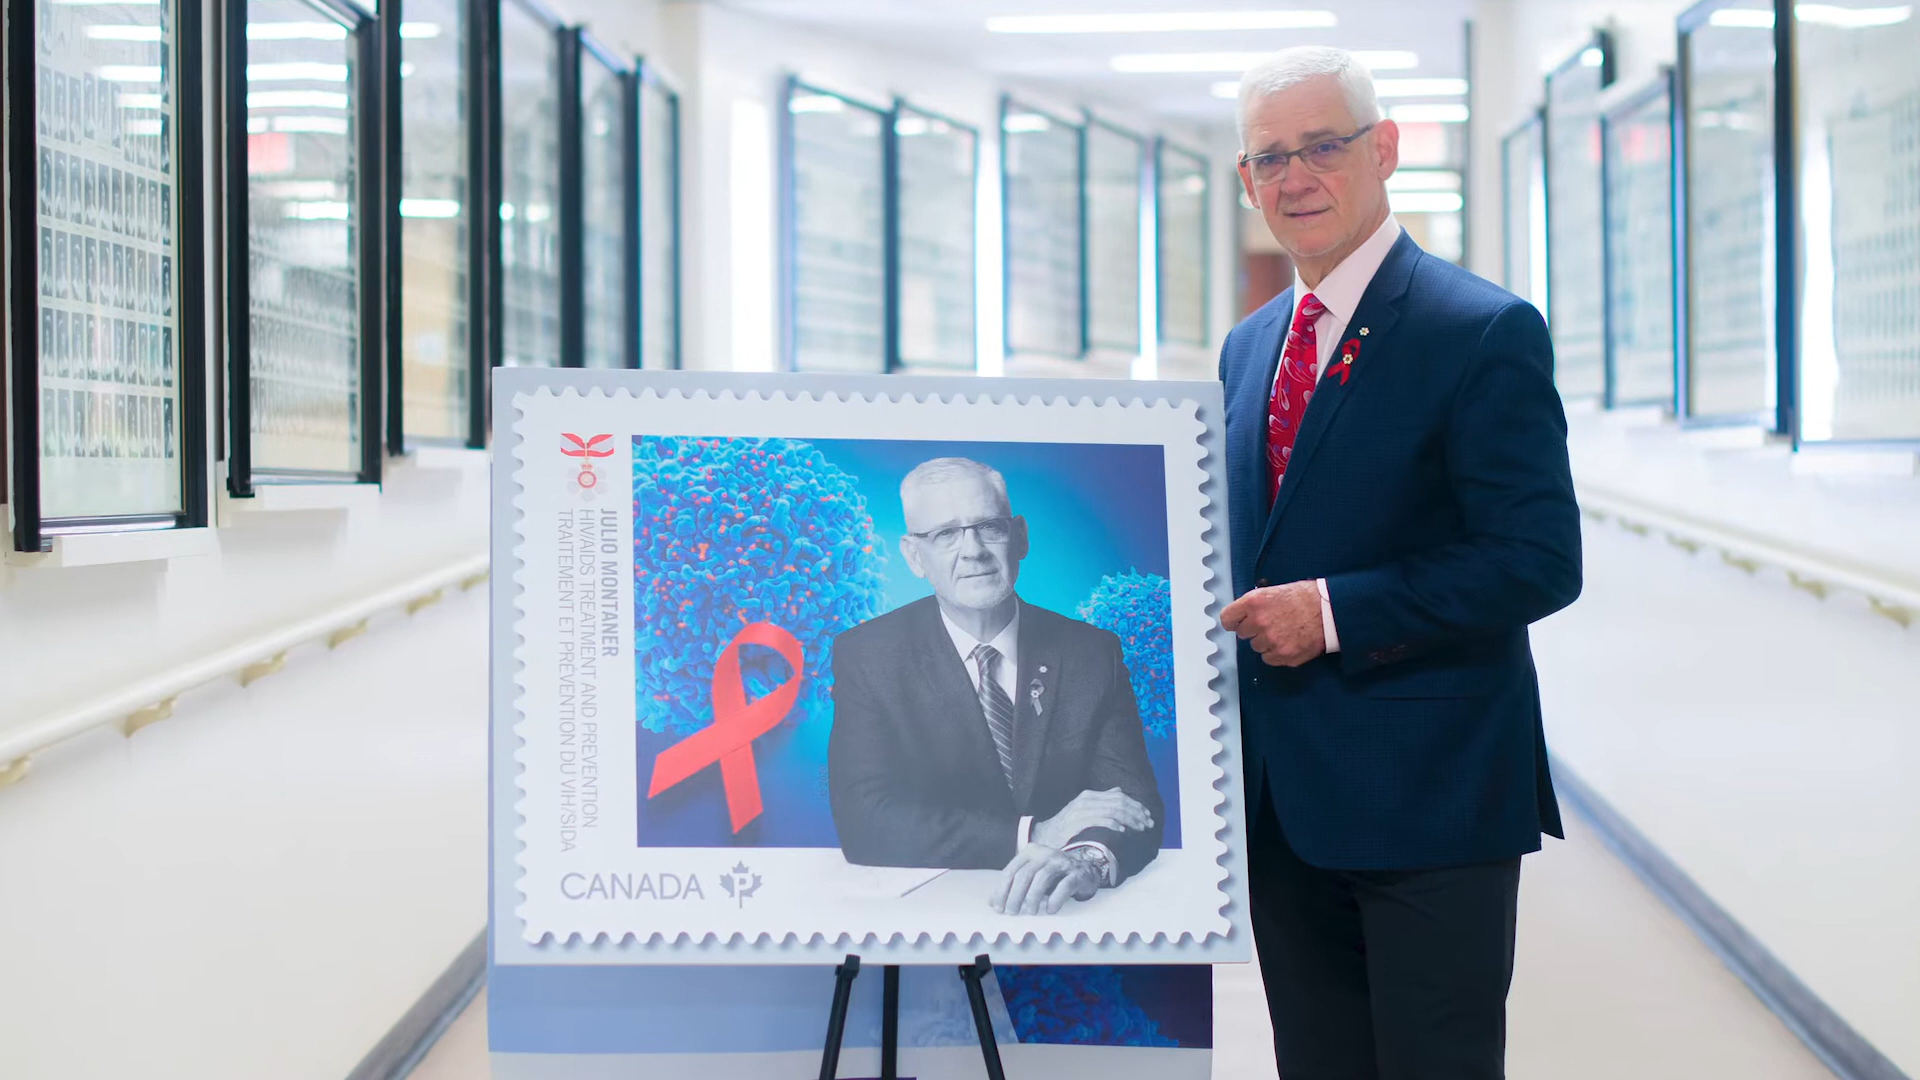 JULIO MONTANER
HIV/AIDS TREATMENT AND PREVENTION
TRAITEMENT ET PRÉVENTION DU VIH/SIDA
CANADA P